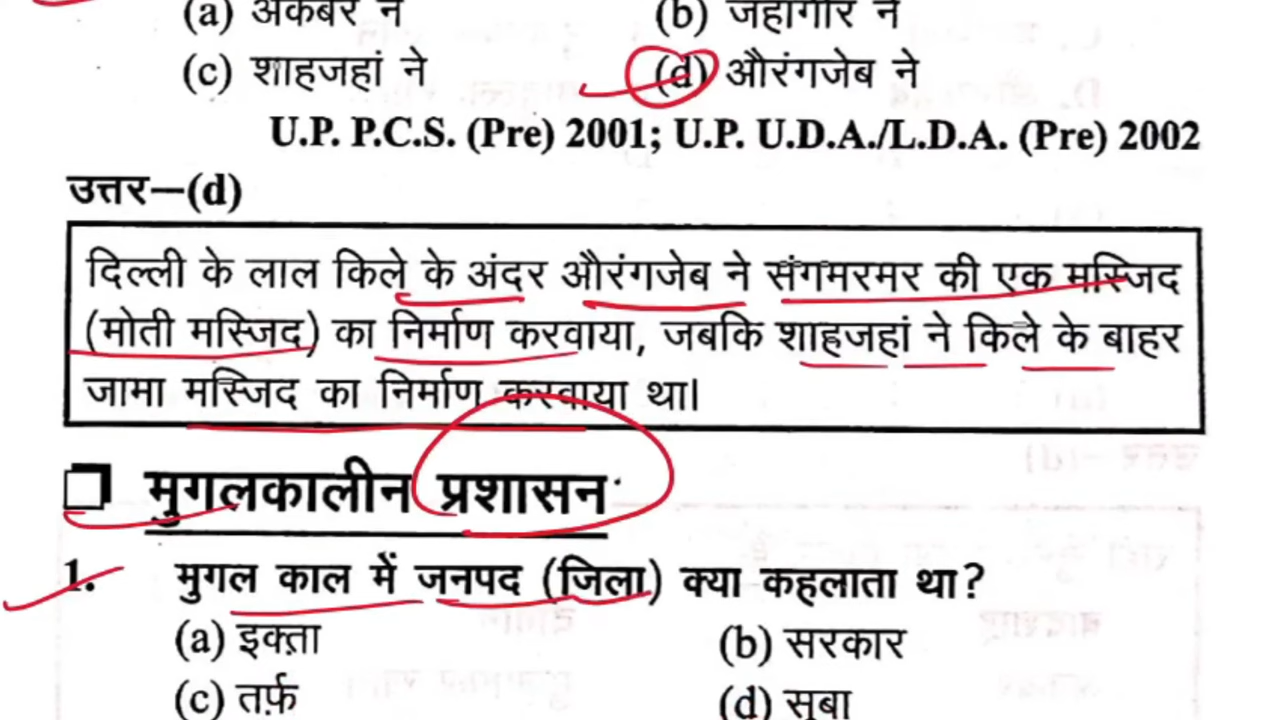 (a) अकबर ने (b) जहांगीर ने
(c) शाहजहां ने (d) औरंगजेब ने
U.P. P.C.S. (Pre) 2001; U.P. U.D.A./L.D.A. (Pre) 2002
उत्तर—(d)
दिल्ली के लाल किले के अंदर औरंगजेब ने संगमरमर की एक मस्जिद
(मोती मस्जिद) का निर्माण करवाया, जबकि शाहजहां ने किले के बाहर
जामा मस्जिद का निर्माण करवाया था।
मुगलकालीन प्रशासन
1. मुगल काल में जनपद (जिला) क्या कहलाता था?
(a) इक्ता (b) सरकार
(c) तर्फ़ (d) सूबा